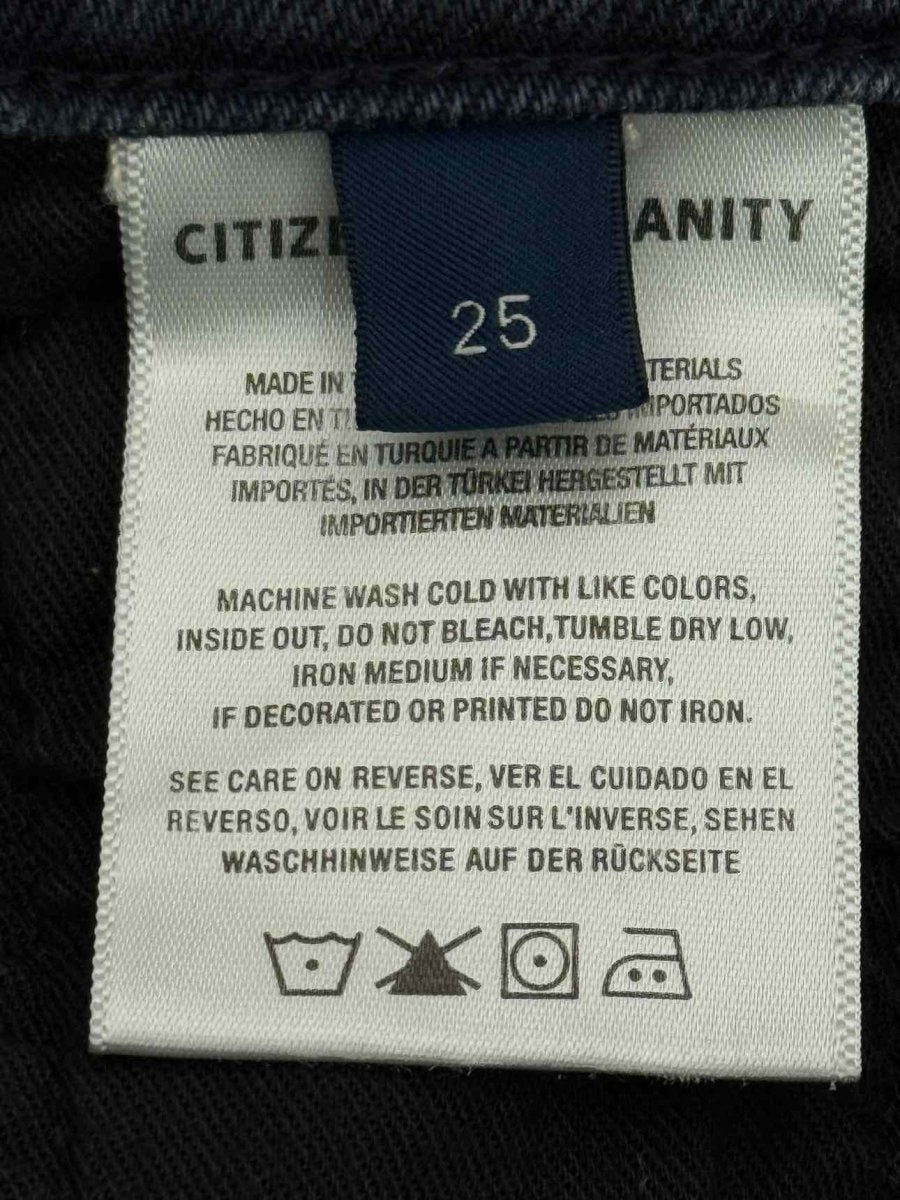 CITIZE ANITY
25
MADE IN TERIALS
HECHO EN IMPORTADOS
FABRIQUÉ EN TURQUIE A PARTIR DE MATÉRIAUX
IMPORTÉS, IN DER TÜRKEI HERGESTELLT MIT
IMPORTIERTEN MATERIALIEN
MACHINE WASH COLD WITH LIKE COLORS,
INSIDE OUT, DO NOT BLEACH, TUMBLE DRY LOW,
IRON MEDIUM IF NECESSARY,
IF DECORATED OR PRINTED DO NOT IRON.
SEE CARE ON REVERSE, VER EL CUIDADO EN EL
REVERSO, VOIR LE SOIN SUR L'INVERSE, SEHEN
WASCHHINWEISE AUF DER RÜCKSEITE